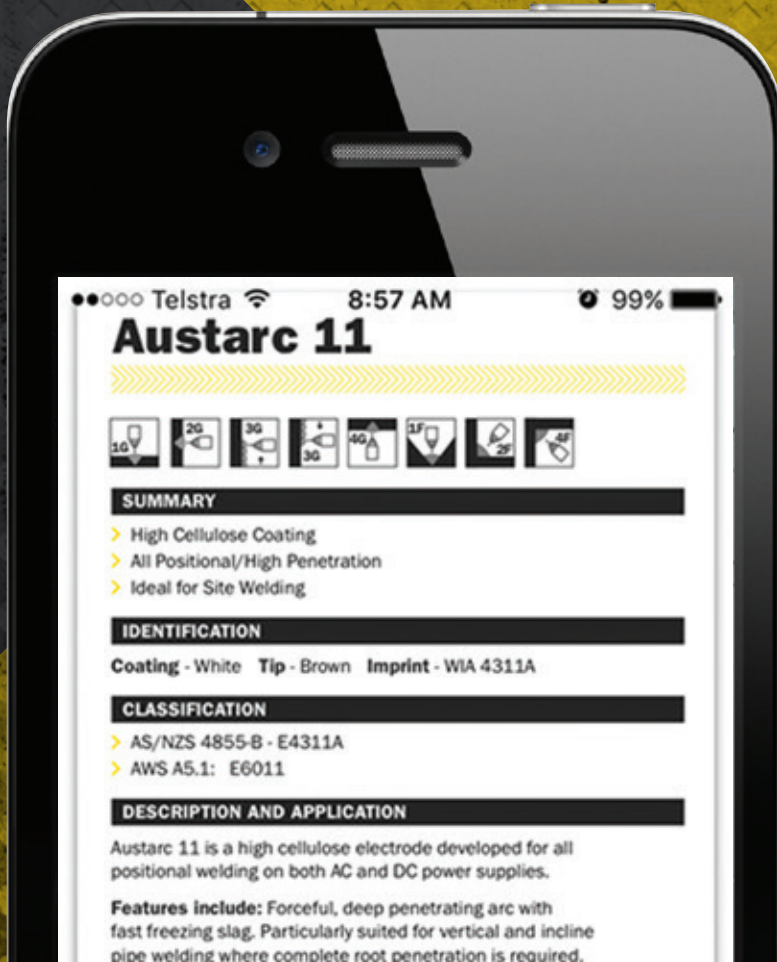 Telstra 8:57 AM 99%
Austarc 11
1G 2G 3G 3G 4G 1F 2F 4F
SUMMARY
High Cellulose Coating
All Positional/High Penetration
Ideal for Site Welding
IDENTIFICATION
Coating - White Tip - Brown Imprint - WIA 4311A
CLASSIFICATION
AS/NZS 4855-B - E4311A
AWS A5.1: E6011
DESCRIPTION AND APPLICATION
Austarc 11 is a high cellulose electrode developed for all
positional welding on both AC and DC power supplies.
Features include: Forceful, deep penetrating arc with
fast freezing slag. Particularly suited for vertical and incline
pipe welding where complete root penetration is required.